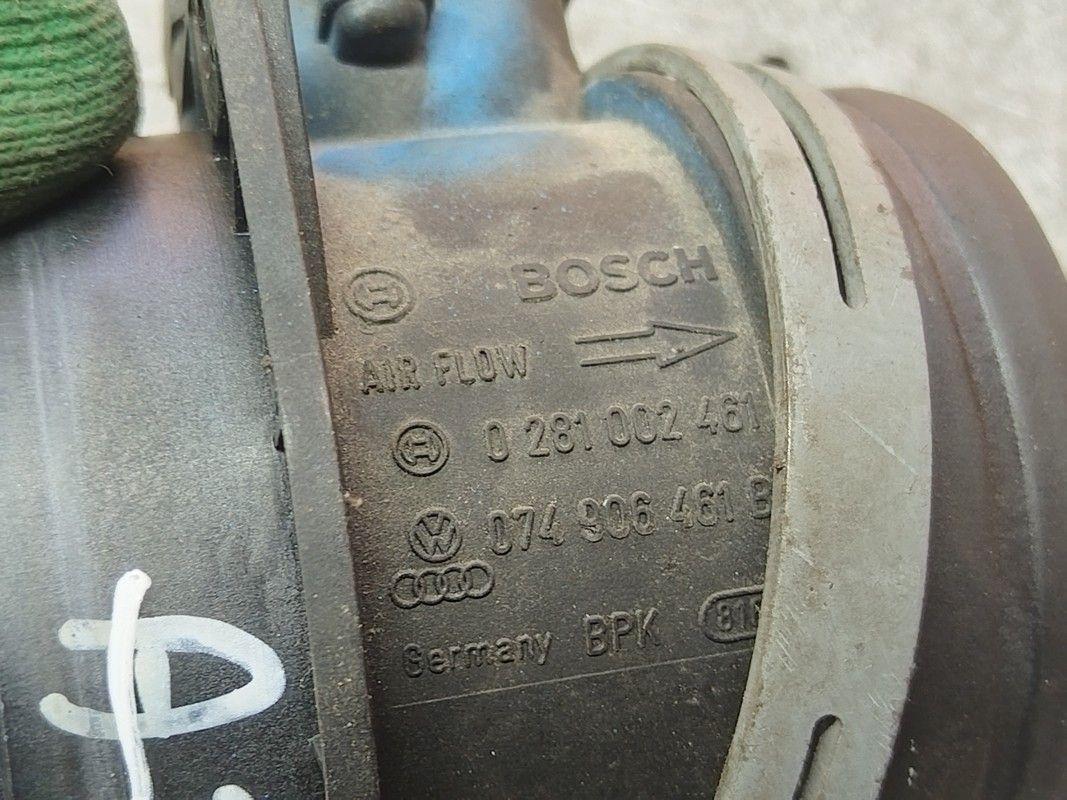 BOSCH
AIR FLOW
0 281 002 461
074 906 461 B
Germany BPK